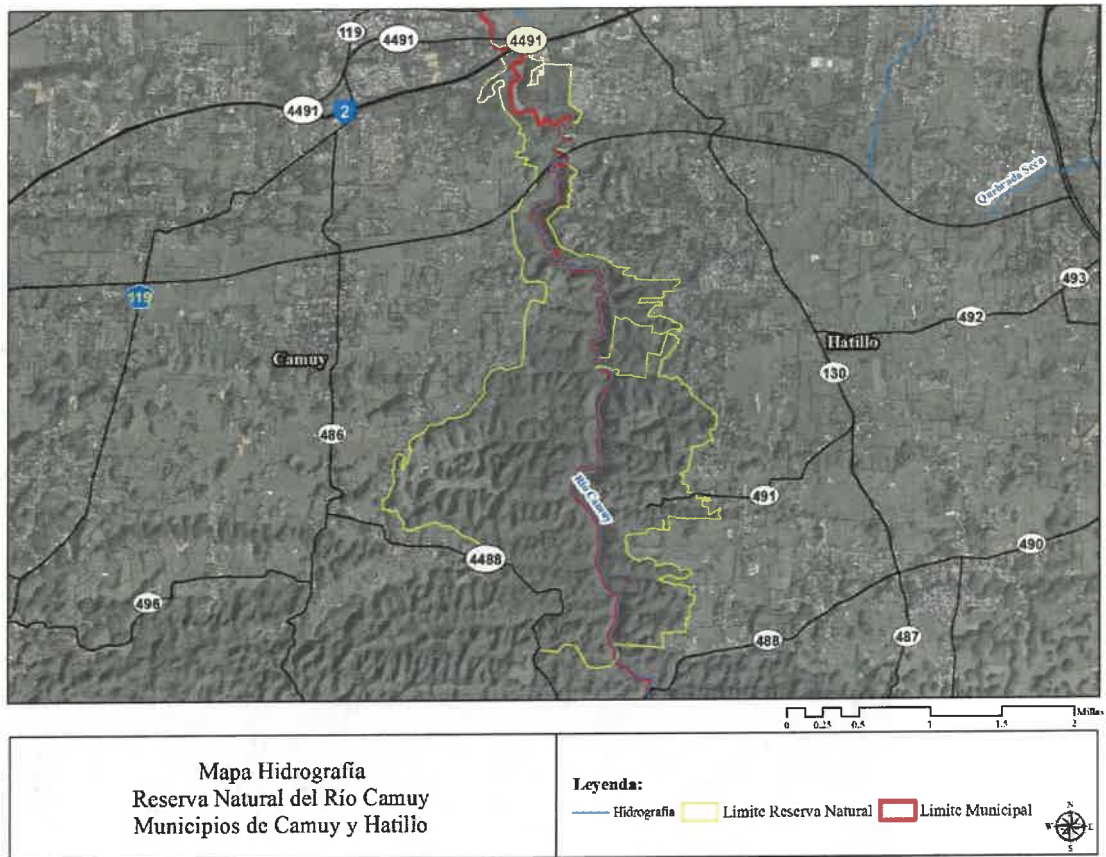 119
4491
4491
4491
2
Quebrada Seca
119
493
492
Camuy
Hatillo
130
486
Río Camuy
491
4488
490
496
488
487
0 0.25 0.5 1 1.5 2 Millas
Mapa Hidrografía
Reserva Natural del Río Camuy
Municipios de Camuy y Hatillo
Leyenda:
Hidrografía Limite Reserva Natural Limite Municipal
N
W E
S